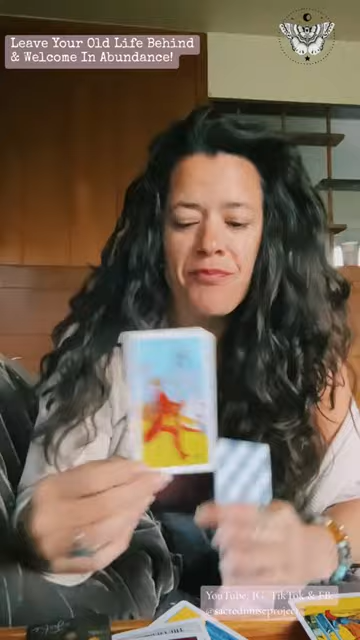 Leave Your Old Life Behind
& Welcome In Abundance!
YouTube, IG, TikTok & FB:
@sacredmuseproject